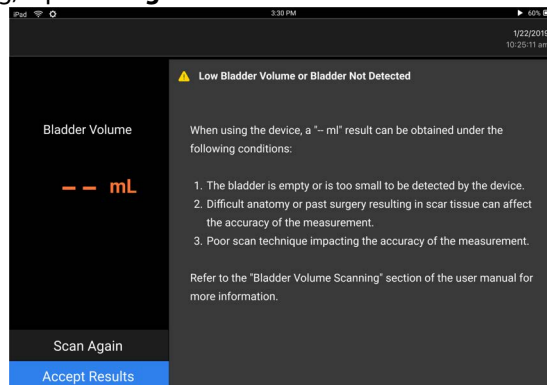 iPad 3:30 PM 60%
1/22/2019
10:25:11 am
Low Bladder Volume or Bladder Not Detected
Bladder Volume
-- mL
When using the device, a "-- ml" result can be obtained under the
following conditions:
1. The bladder is empty or is too small to be detected by the device.
2. Difficult anatomy or past surgery resulting in scar tissue can affect
the accuracy of the measurement.
3. Poor scan technique impacting the accuracy of the measurement.
Refer to the "Bladder Volume Scanning" section of the user manual for
more information.
Scan Again
Accept Results